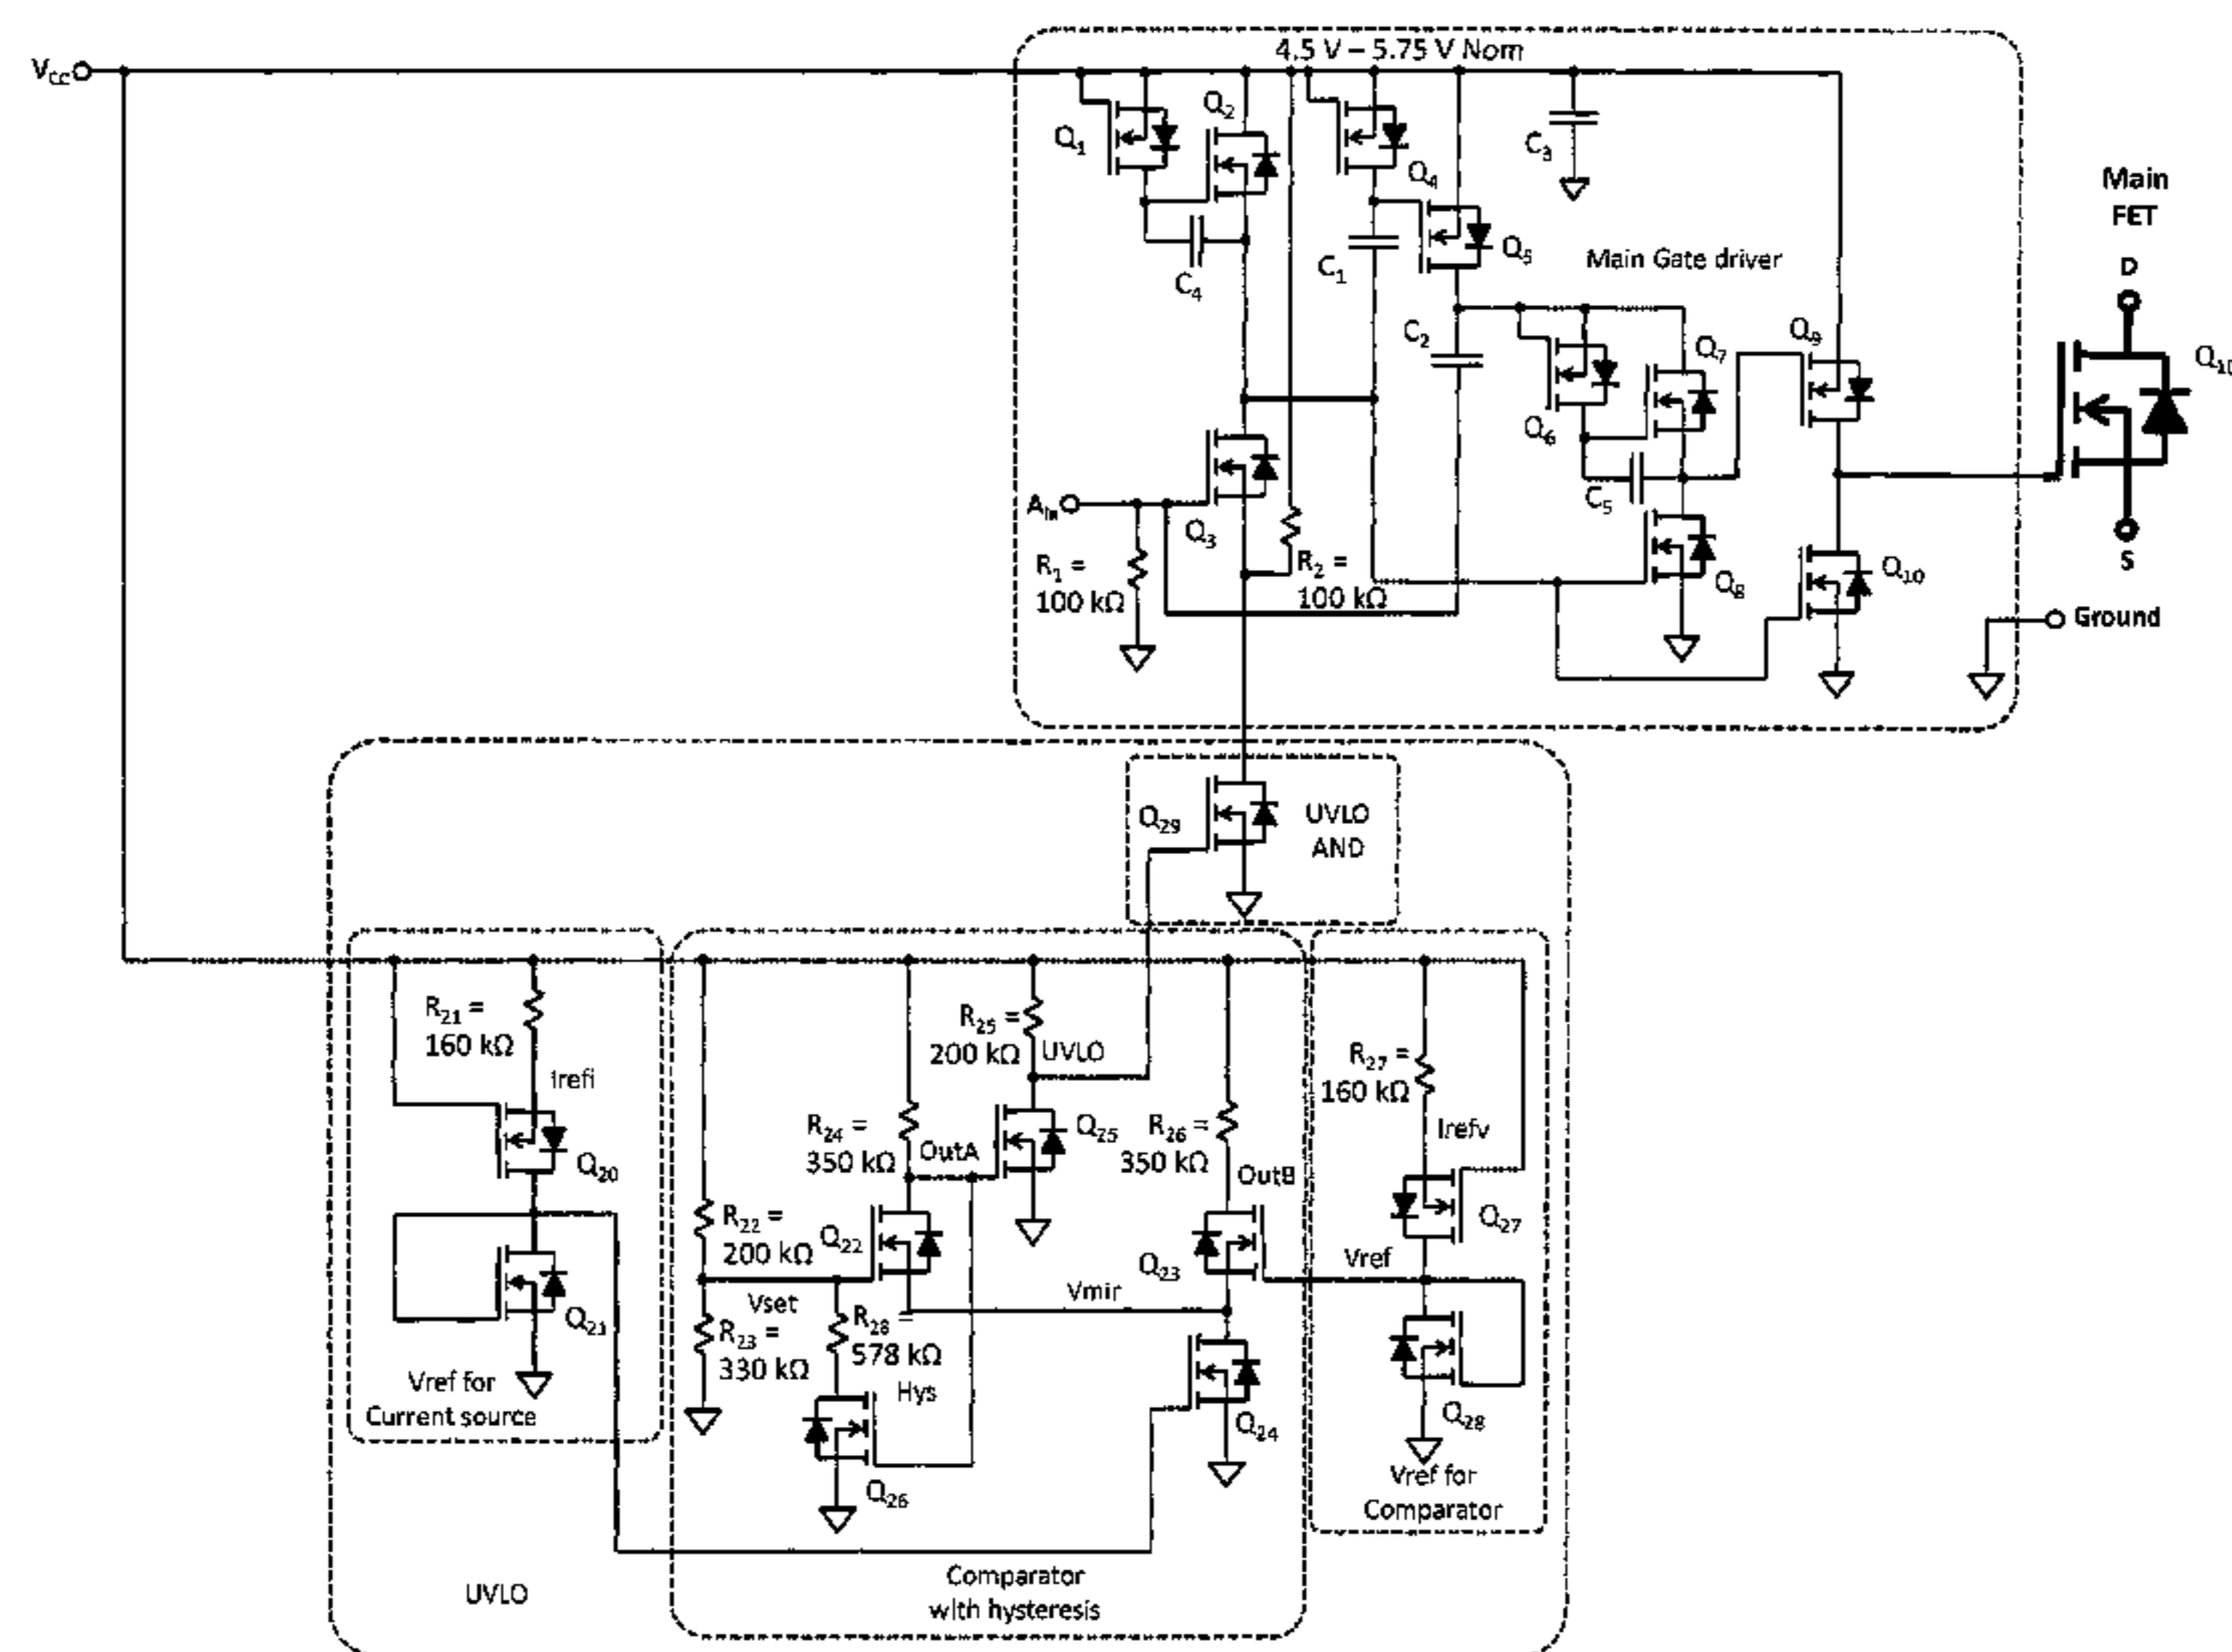 4.5 V – 5.75 V Nom
VCC
Q1
Q2
Q4
C3
Main
FET
D
C4
C1
Q5
Main Gate driver
C2
Q9
Q7
Q10
Q6
C5
AIN
Q3
S
R1 =
100 kΩ
R2 =
100 kΩ
Q8
Q10
Ground
Q29
UVLO
AND
R21 =
160 kΩ
R25 =
200 kΩ
UVLO
R27 =
160 kΩ
Irefi
R24 =
350 kΩ
OutA
Q25
R26 =
350 kΩ
Irefv
OutB
Q20
R22 =
200 kΩ
Q22
Q23
Q27
Vref
Vset
Vmir
Q21
R23 =
330 kΩ
R28 =
578 kΩ
Hys
Vref for
Current source
Q24
Q28
Q26
Vref for
Comparator
Comparator
with hysteresis
UVLO